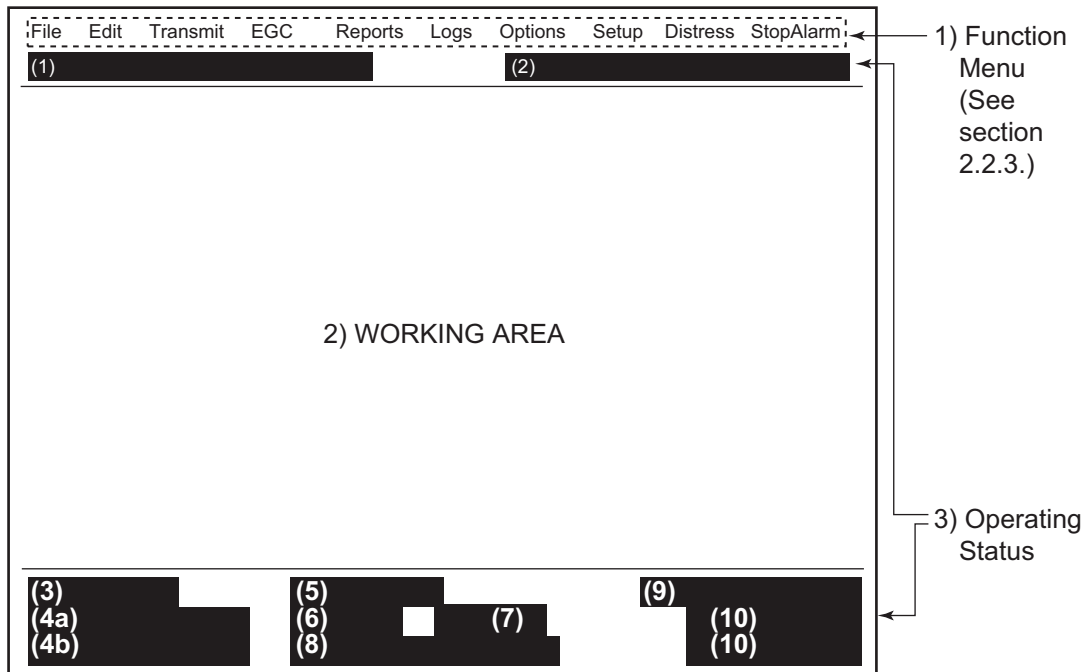 File Edit Transmit EGC Reports Logs Options Setup Distress StopAlarm
(1) (2)
1) Function
Menu
(See
section
2.2.3.)
2) WORKING AREA
3) Operating
Status
(3) (5) (9)
(4a) (6) (7) (10)
(4b) (8) (10)